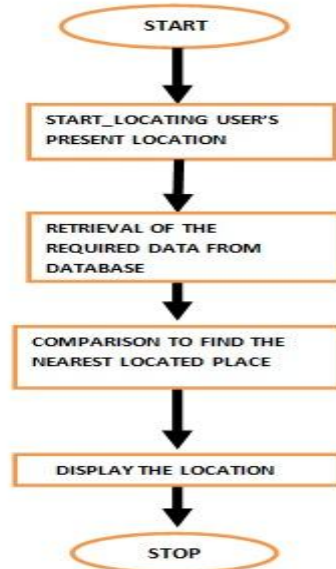 START
START_LOCATING USER'S
PRESENT LOCATION
RETRIEVAL OF THE
REQUIRED DATA FROM
DATABASE
COMPARISON TO FIND THE
NEAREST LOCATED PLACE
DISPLAY THE LOCATION
STOP